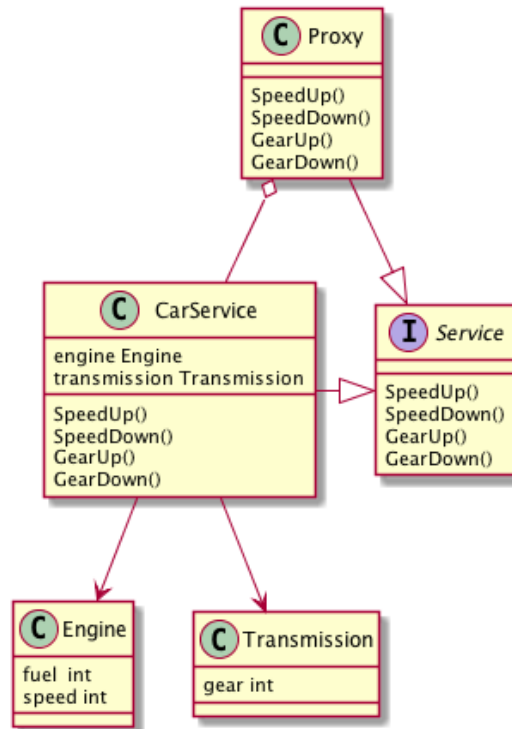 C Proxy
SpeedUp()
SpeedDown()
GearUp()
GearDown()
C CarService
engine Engine
transmission Transmission
SpeedUp()
SpeedDown()
GearUp()
GearDown()
I Service
SpeedUp()
SpeedDown()
GearUp()
GearDown()
C Engine
fuel int
speed int
C Transmission
gear int